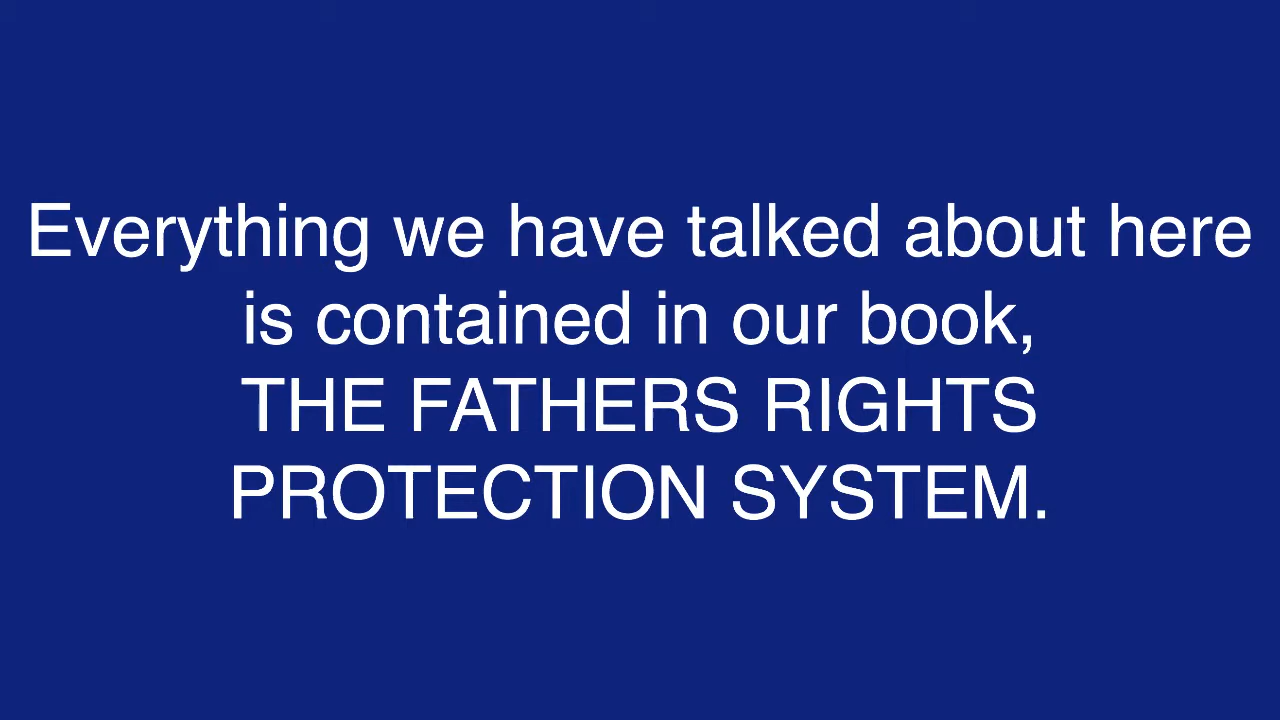 Everything we have talked about here
is contained in our book,
THE FATHERS RIGHTS
PROTECTION SYSTEM.